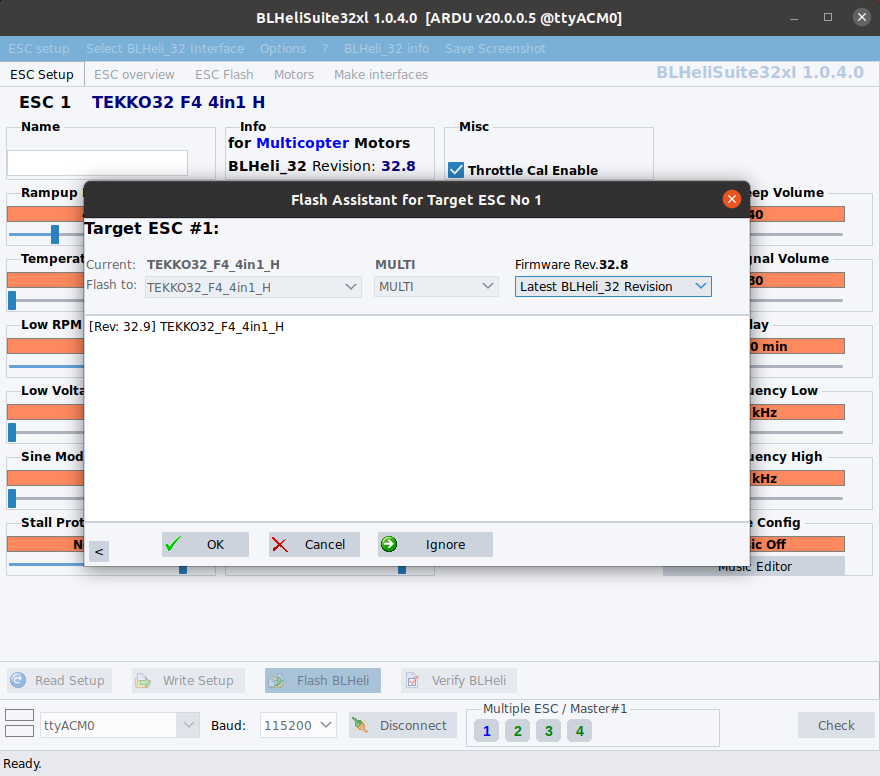 BLHeliSuite32xl 1.0.4.0 [ARDU v20.0.0.5 @ttyACM0]
ESC setup Select BLHeli_32 Interface Options ? BLHeli_32 info Save Screenshot
ESC Setup ESC overview ESC Flash Motors Make interfaces BLHeliSuite32xl 1.0.4.0
ESC 1 TEKKO32 F4 4in1 H
Name Info Misc
for Multicopter Motors
BLHeli_32 Revision: 32.8 Throttle Cal Enable
Rampup
Flash Assistant for Target ESC No 1
eep Volume
40
Target ESC #1:
Temperat
Current: TEKKO32_F4_4in1_H MULTI Firmware Rev.32.8
gnal Volume
80
Flash to: TEKKO32_F4_4in1_H MULTI Latest BLHeli_32 Revision
Low RPM
[Rev: 32.9] TEKKO32_F4_4in1_H
lay
0 min
Low Volta
uency Low
kHz
Sine Mod
uency High
kHz
Stall Prot
e Config
N
ic Off
< OK Cancel Ignore
Music Editor
Read Setup Write Setup Flash BLHeli Verify BLHeli
Multiple ESC / Master#1
ttyACM0 Baud: 115200 Disconnect 1 2 3 4 Check
Ready.